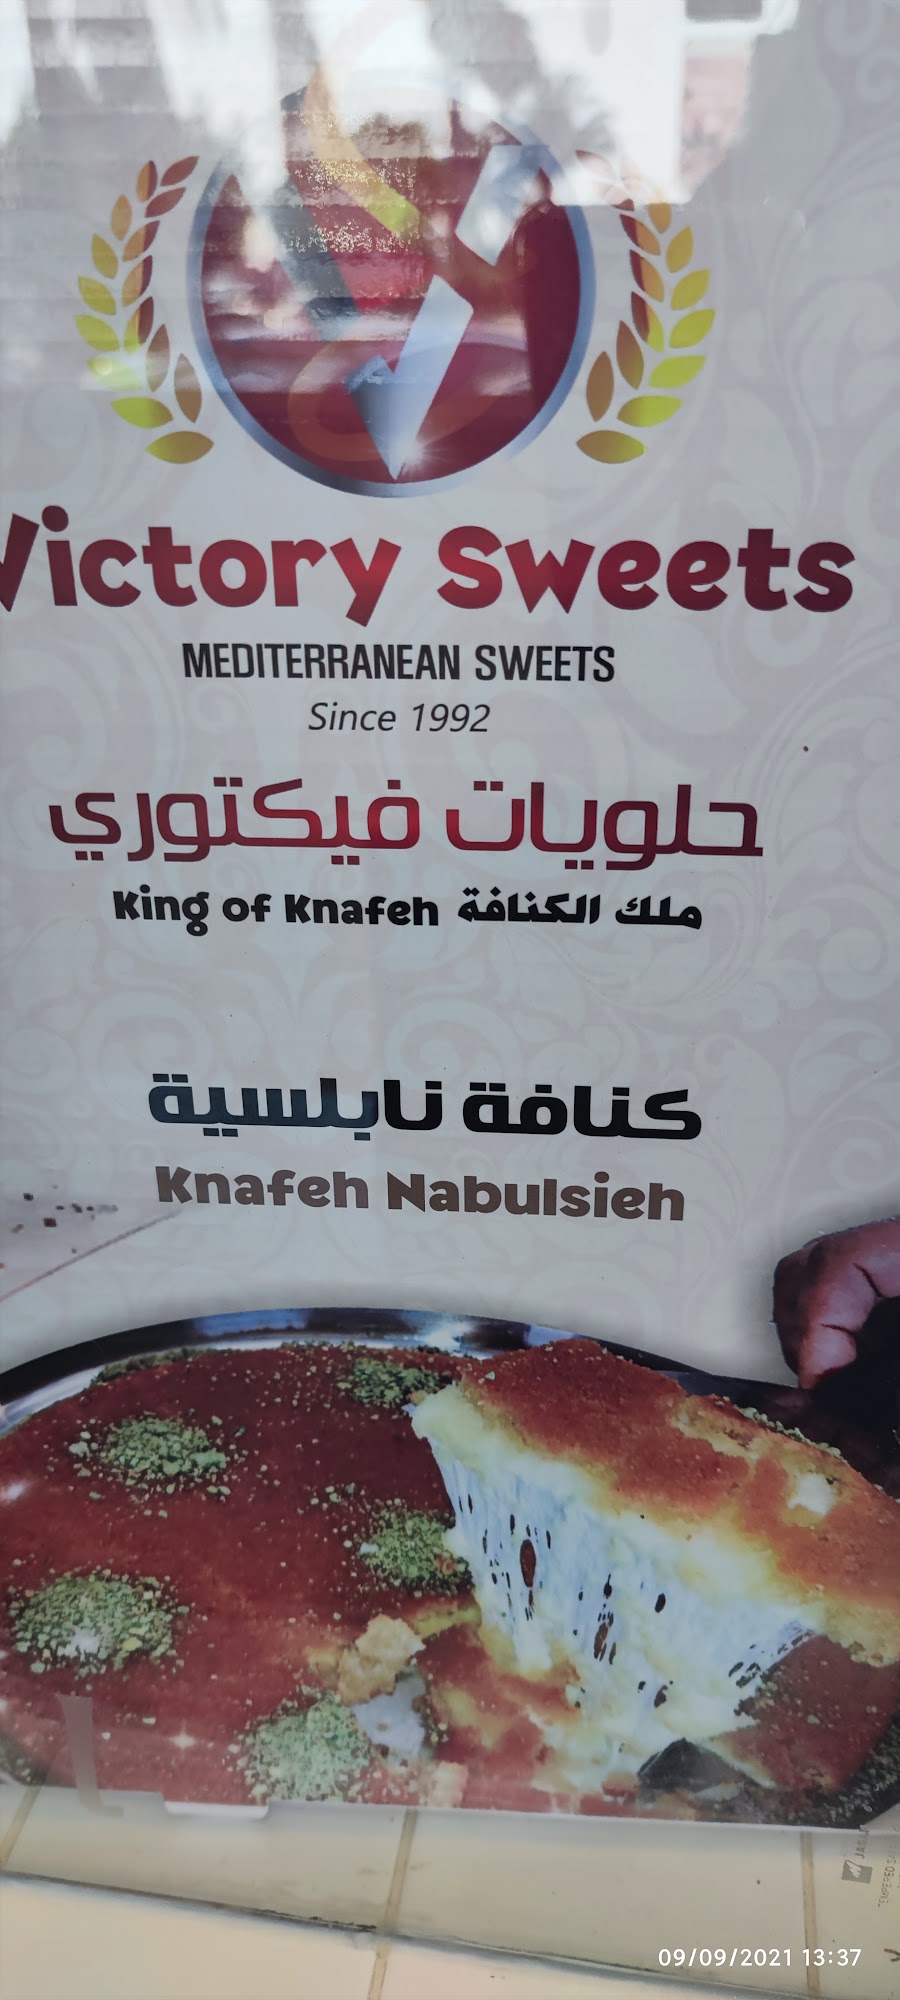 Victory Sweets
MEDITERRANEAN SWEETS
Since 1992
حلويات فيكتوري
King of Knafeh ملك الكنافة
كنافة نابلسية
Knafeh Nabulsieh
09/09/2021 13:37